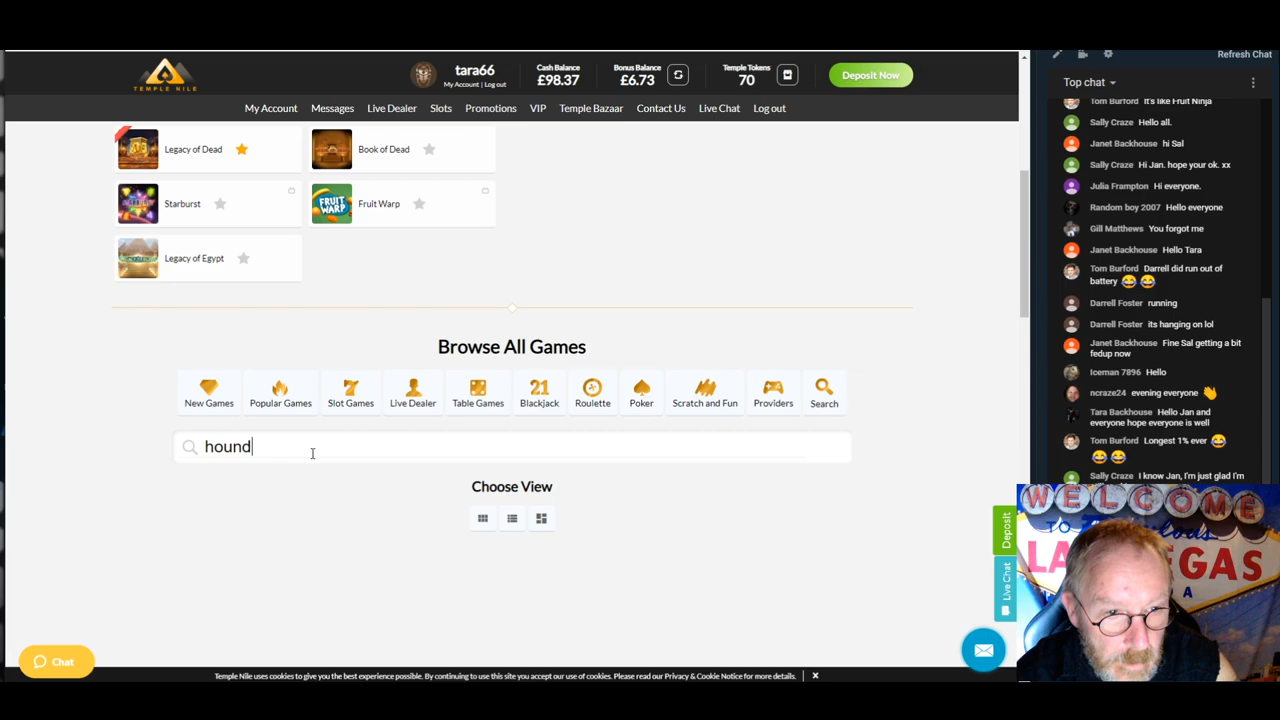 TEMPLE NILE
tara66
My Account | Log out
Cash Balance
£98.37
Bonus Balance
£6.73
Temple Tokens
70
Deposit Now
My Account
Messages
Live Dealer
Slots
Promotions
VIP
Temple Bazaar
Contact Us
Live Chat
Log out
Legacy of Dead
Book of Dead
Starburst
FRUIT WARP
Fruit Warp
Legacy of Egypt
Browse All Games
New Games
Popular Games
Slot Games
Live Dealer
Table Games
21
Blackjack
Roulette
Poker
Scratch and Fun
Providers
Search
hound
Choose View
Deposit
Live Chat
Chat
Temple Nile uses cookies to give you the best experience possible. By continuing to use this site you accept our use of cookies. Please read our Privacy & Cookie Notice for more details.
Refresh Chat
Top chat
Tom Burford It's like Fruit Ninja
Sally Craze Hello all.
Janet Backhouse hi Sal
Sally Craze Hi Jan. hope your ok. xx
Julia Frampton Hi everyone.
Random boy 2007 Hello everyone
Gill Matthews You forgot me
Janet Backhouse Hello Tara
Tom Burford Darrell did run out of
battery 😂 😂
Darrell Foster running
Darrell Foster its hanging on lol
Janet Backhouse Fine Sal getting a bit
fedup now
Iceman 7896 Hello
ncraze24 evening everyone 👋
Tara Backhouse Hello Jan and
everyone hope everyone is well
Tom Burford Longest 1% ever 😂
😂 😂
Sally Craze I know Jan, I'm just glad I'm
WELCOME
TO